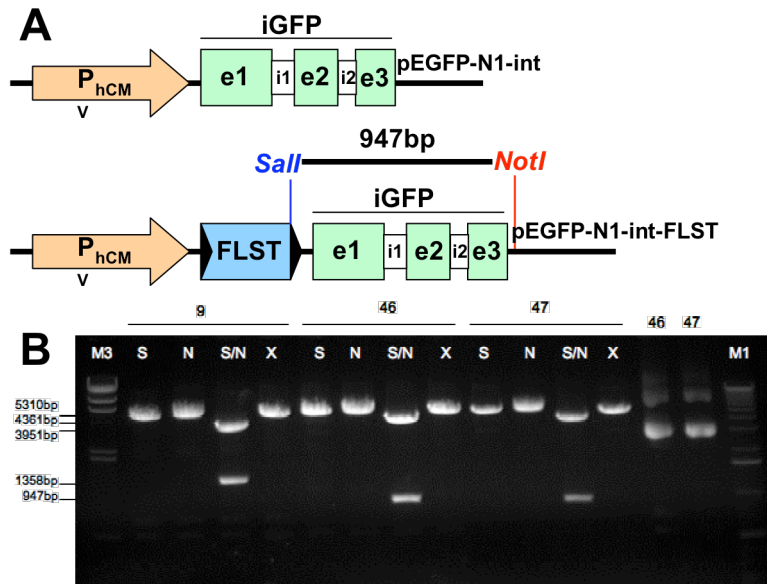 A
iGFP
P hCM V
e1 i1 e2 i2 e3
pEGFP-N1-int
947bp
SalI
NotI
iGFP
P hCM V
FLST
e1 i1 e2 i2 e3
pEGFP-N1-int-FLST
B
9 46 47 46 47
M3 S N S/N X S N S/N X S N S/N X M1
5310bp
4361bp
3951bp
1358bp
947bp